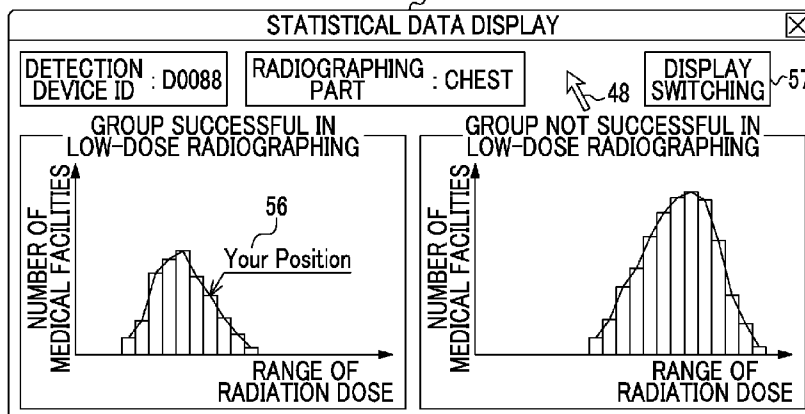 STATISTICAL DATA DISPLAY
DETECTION
DEVICE ID : D0088
RADIOGRAPHING
PART : CHEST
48
DISPLAY
SWITCHING
57
GROUP SUCCESSFUL IN
LOW-DOSE RADIOGRAPHING
NUMBER OF
MEDICAL FACILITIES
56
Your Position
RANGE OF
RADIATION DOSE
GROUP NOT SUCCESSFUL IN
LOW-DOSE RADIOGRAPHING
NUMBER OF
MEDICAL FACILITIES
RANGE OF
RADIATION DOSE